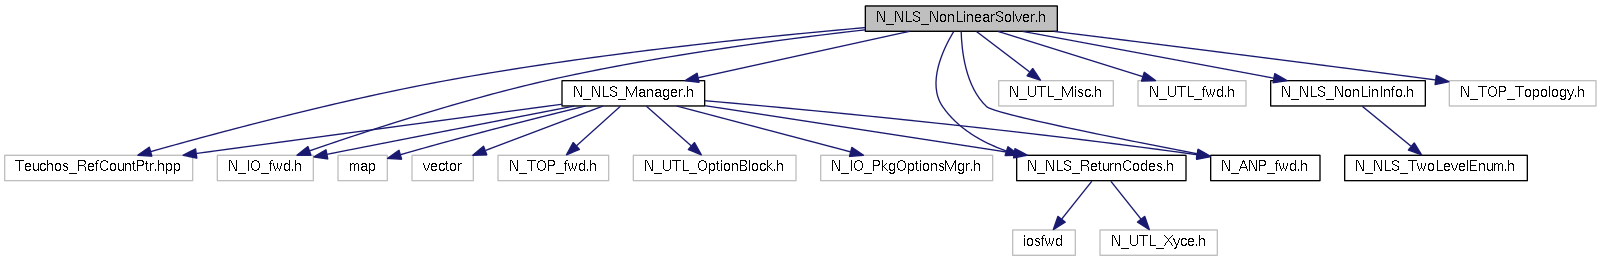 N_NLS_NonLinearSolver.h
N_NLS_Manager.h
N_UTL_Misc.h
N_UTL_fwd.h
N_NLS_NonLinInfo.h
N_TOP_Topology.h
Teuchos_RefCountPtr.hpp
N_IO_fwd.h
map
vector
N_TOP_fwd.h
N_UTL_OptionBlock.h
N_IO_PkgOptionsMgr.h
N_NLS_ReturnCodes.h
N_ANP_fwd.h
N_NLS_TwoLevelEnum.h
iosfwd
N_UTL_Xyce.h